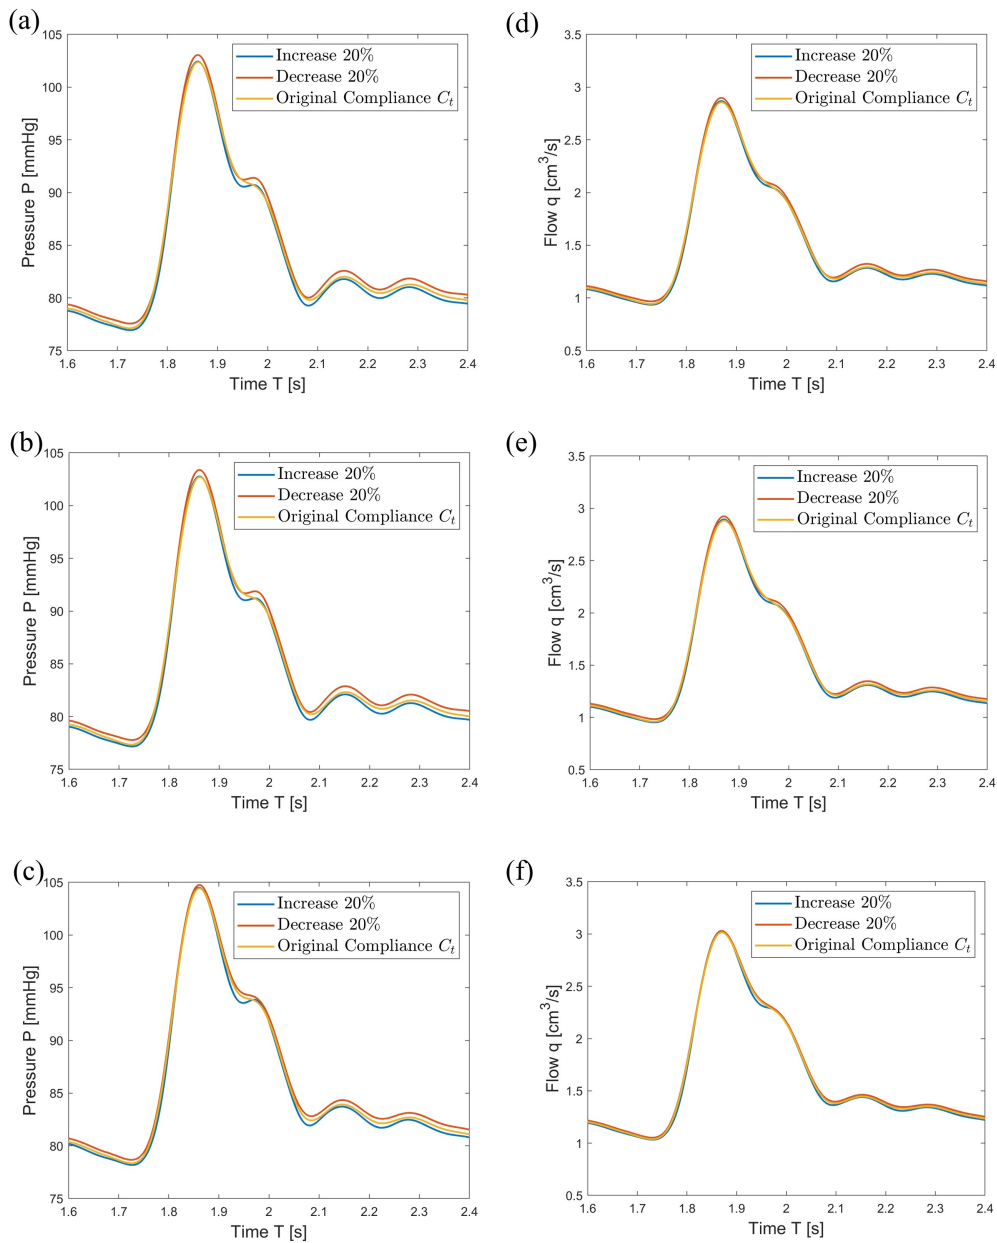 (a)
105
100
95
90
85
80
75
Pressure P [mmHg]
Increase 20%
Decrease 20%
Original Compliance Cₜ
1.6 1.7 1.8 1.9 2 2.1 2.2 2.3 2.4
Time T [s]
(d)
3.5
3
2.5
2
1.5
1
0.5
Flow q [cm³/s]
Increase 20%
Decrease 20%
Original Compliance Cₜ
1.6 1.7 1.8 1.9 2 2.1 2.2 2.3 2.4
Time T [s]
(b)
105
100
95
90
85
80
75
Pressure P [mmHg]
Increase 20%
Decrease 20%
Original Compliance Cₜ
1.6 1.7 1.8 1.9 2 2.1 2.2 2.3 2.4
Time T [s]
(e)
3.5
3
2.5
2
1.5
1
0.5
Flow q [cm³/s]
Increase 20%
Decrease 20%
Original Compliance Cₜ
1.6 1.7 1.8 1.9 2 2.1 2.2 2.3 2.4
Time T [s]
(c)
105
100
95
90
85
80
75
Pressure P [mmHg]
Increase 20%
Decrease 20%
Original Compliance Cₜ
1.6 1.7 1.8 1.9 2 2.1 2.2 2.3 2.4
Time T [s]
(f)
3.5
3
2.5
2
1.5
1
0.5
Flow q [cm³/s]
Increase 20%
Decrease 20%
Original Compliance Cₜ
1.6 1.7 1.8 1.9 2 2.1 2.2 2.3 2.4
Time T [s]